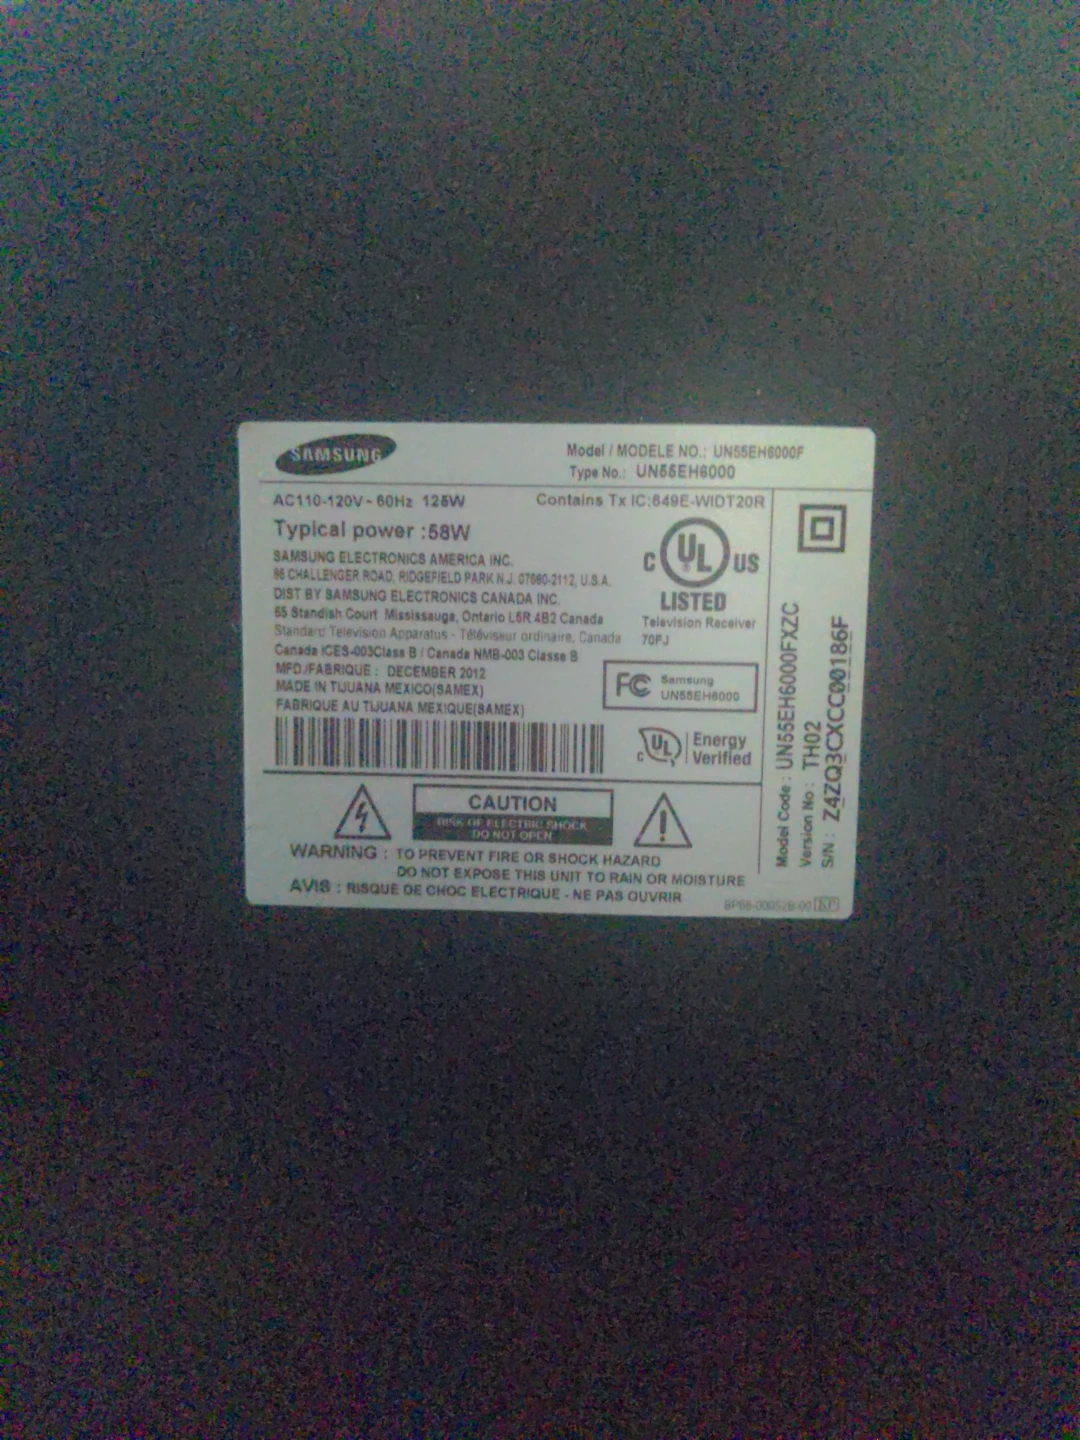 SAMSUNG
Model / MODELE NO.: UN55EH6000F
Type No.: UN55EH6000
AC110-120V~60Hz 125W
Contains Tx IC:649E-WIDT20R
Typical power :58W
SAMSUNG ELECTRONICS AMERICA INC.
85 CHALLENGER ROAD, RIDGEFIELD PARK N.J. 07660-2112, U.S.A.
DIST BY SAMSUNG ELECTRONICS CANADA INC.
55 Standish Court Mississauga, Ontario L5R 4B2 Canada
Standard Television Apparatus - Téléviseur ordinaire, Canada
Canada ICES-003Class B / Canada NMB-003 Classe B
MFD/FABRIQUE : DECEMBER 2012
MADE IN TIJUANA MEXICO(SAMEX)
FABRIQUE AU TIJUANA MEXIQUE(SAMEX)
C UL US
LISTED
Television Receiver
70FJ
FC Samsung
UN55EH6000
c UL Energy
Verified
CAUTION
RISK OF ELECTRIC SHOCK
DO NOT OPEN
WARNING : TO PREVENT FIRE OR SHOCK HAZARD
DO NOT EXPOSE THIS UNIT TO RAIN OR MOISTURE
AVIS : RISQUE DE CHOC ELECTRIQUE - NE PAS OUVRIR
Model Code : UN55EH6000FXZC
Version No : TH02
S/N : Z4ZQ3CXCC00186F